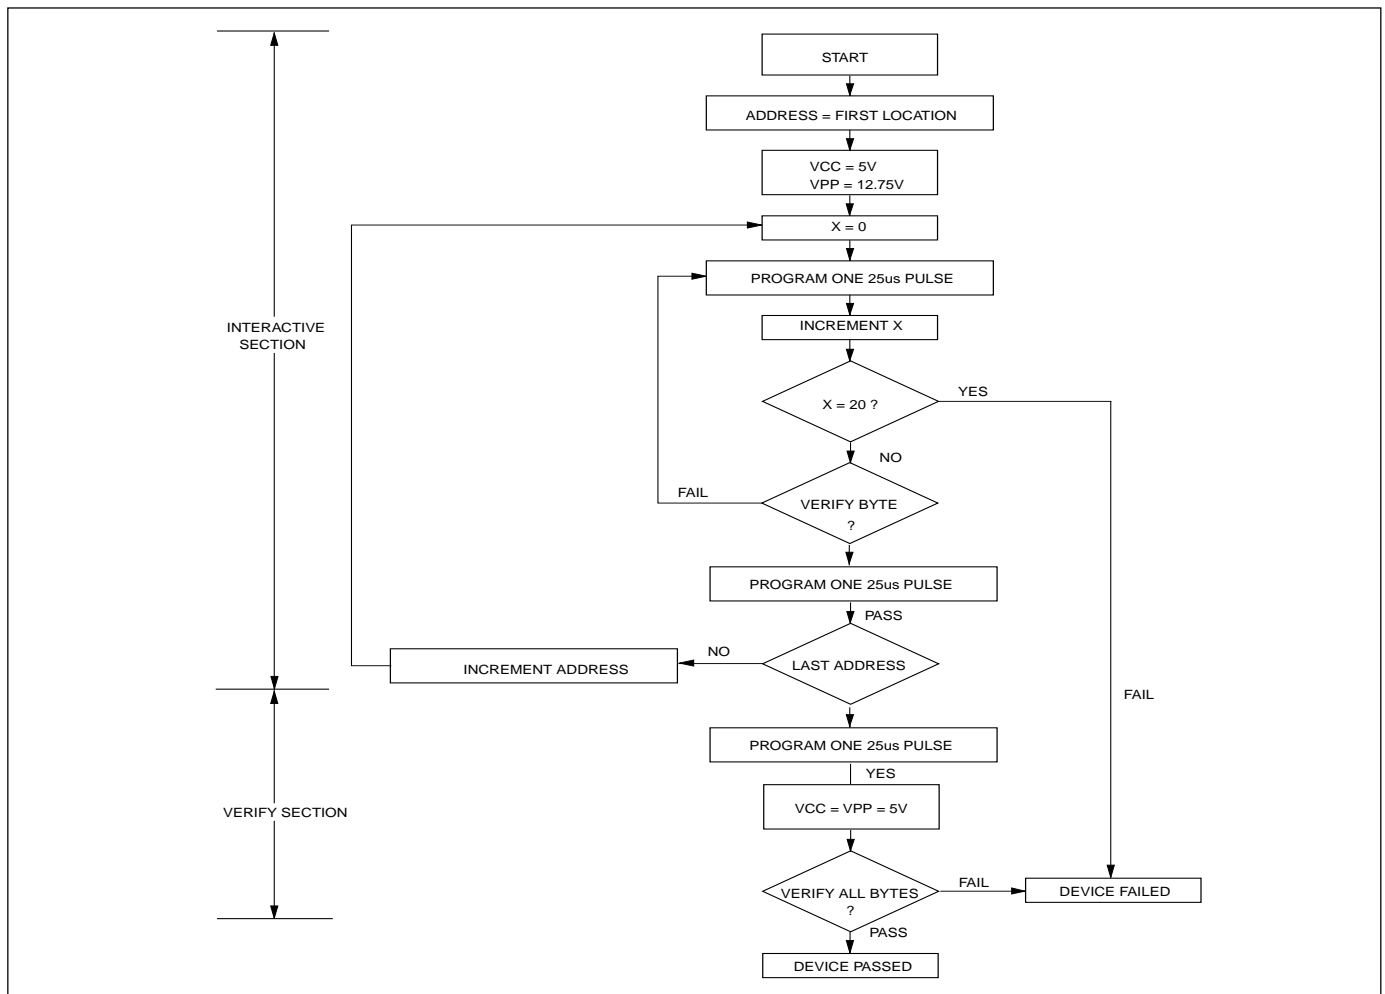 START
ADDRESS = FIRST LOCATION
VCC = 5V
VPP = 12.75V
X = 0
PROGRAM ONE 25us PULSE
INTERACTIVE
SECTION
INCREMENT X
X = 20 ?
YES
NO
FAIL
VERIFY BYTE
?
PROGRAM ONE 25us PULSE
PASS
LAST ADDRESS
NO
INCREMENT ADDRESS
FAIL
PROGRAM ONE 25us PULSE
YES
VCC = VPP = 5V
VERIFY SECTION
VERIFY ALL BYTES
?
FAIL
DEVICE FAILED
PASS
DEVICE PASSED